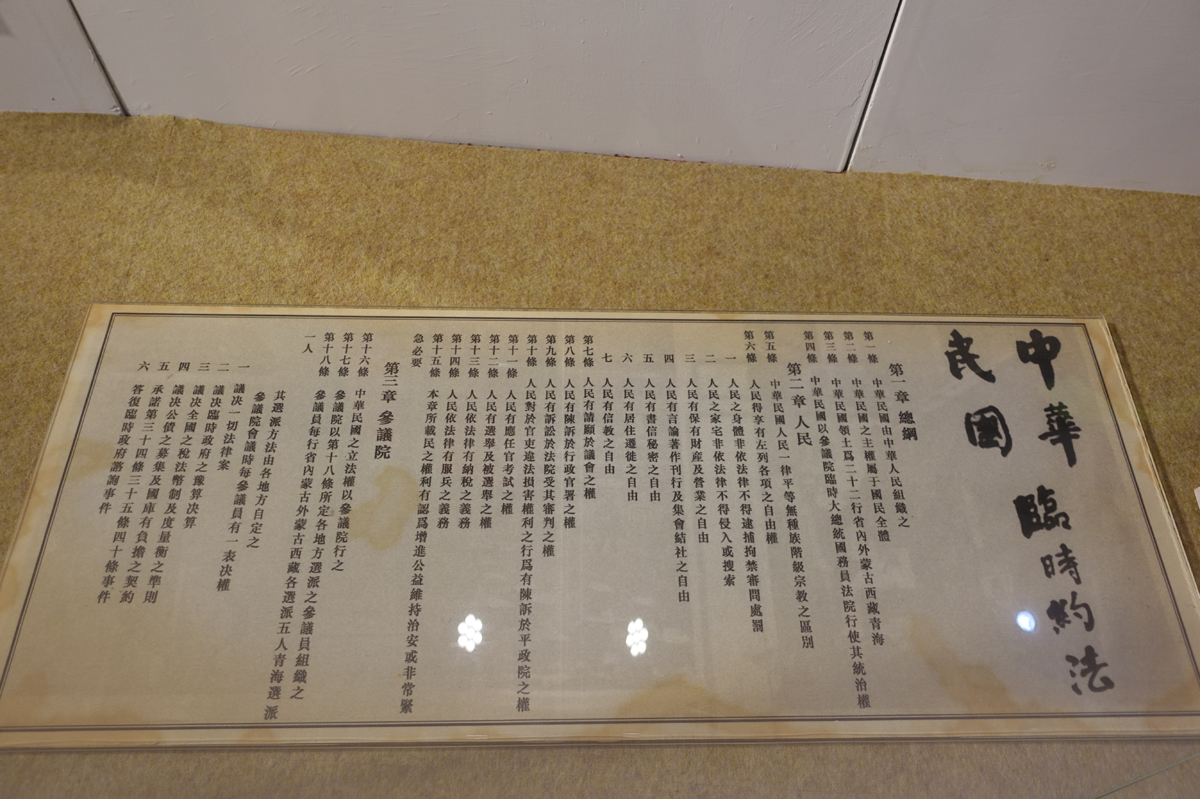 中華民國臨時約法
第一章 總綱
第一條 中華民國由中華人民組織之
第二條 中華民國之主權屬于國民全體
第三條 中華民國領土爲二十二行省內外蒙古西藏青海
第四條 中華民國以參議院臨時大總統國務員法院行使其統治權
第二章 人民
第五條 中華民國人民一律平等無種族階級宗教之區別
第六條 人民得享有左列各項之自由權
一 人民之身體非依法律不得逮捕拘禁審問處罰
二 人民之家宅非依法律不得侵入或搜索
三 人民有保有財産及營業之自由
四 人民有言論著作刊行及集會結社之自由
五 人民有書信秘密之自由
六 人民有居住遷徙之自由
七 人民有信教之自由
第七條 人民有請願於議會之權
第八條 人民有陳訴於行政官署之權
第九條 人民有訴訟於法院受其審判之權
第十條 人民對於官吏違法損害權利之行爲有陳訴於平政院之權
第十一條 人民有應任官考試之權
第十二條 人民有選舉及被選舉之權
第十三條 人民依法律有納稅之義務
第十四條 人民依法律有服兵之義務
第十五條 本章所載民之權利有認爲增進公益維持治安或非常緊
急必要
第三章 參議院
第十六條 中華民國之立法權以參議院行之
第十七條 參議院以第十八條所定各地方選派之參議員組織之
第十八條 參議員每行省內蒙古外蒙古西藏各選派五人青海選派
一人
其選派方法由各地方自定之
參議院會議時每參議員有一表决權
一 議决一切法律案
二 議决臨時政府之豫算决算
三 議决全國之稅法幣制及度量衡之準則
四 議决公債之募集及國庫有負擔之契約
五 承諾第三十四條三十五條四十條事件
六 答復臨時政府諮詢事件